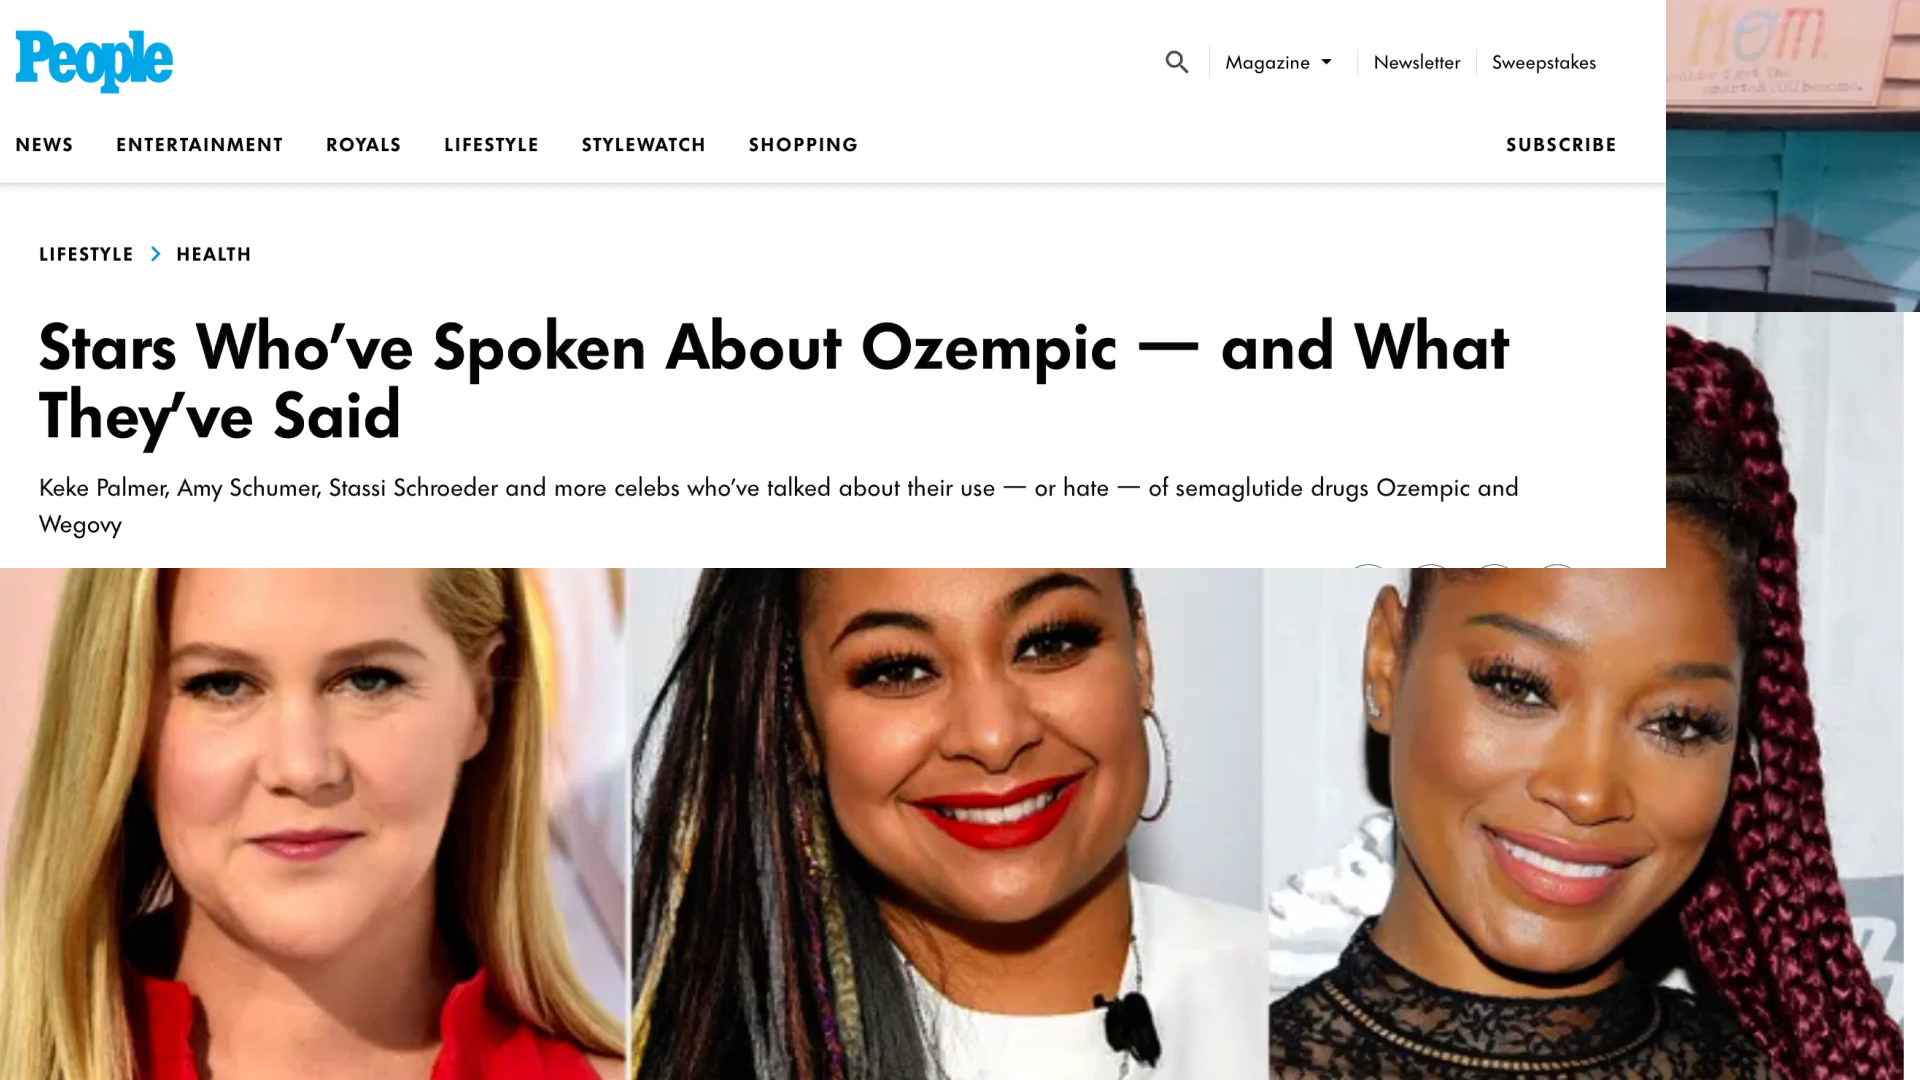 People
Magazine
Newsletter
Sweepstakes
NEWS
ENTERTAINMENT
ROYALS
LIFESTYLE
STYLEWATCH
SHOPPING
SUBSCRIBE
LIFESTYLE > HEALTH
Stars Who’ve Spoken About Ozempic — and What
They’ve Said
Keke Palmer, Amy Schumer, Stassi Schroeder and more celebs who’ve talked about their use — or hate — of semaglutide drugs Ozempic and
Wegovy
Mom